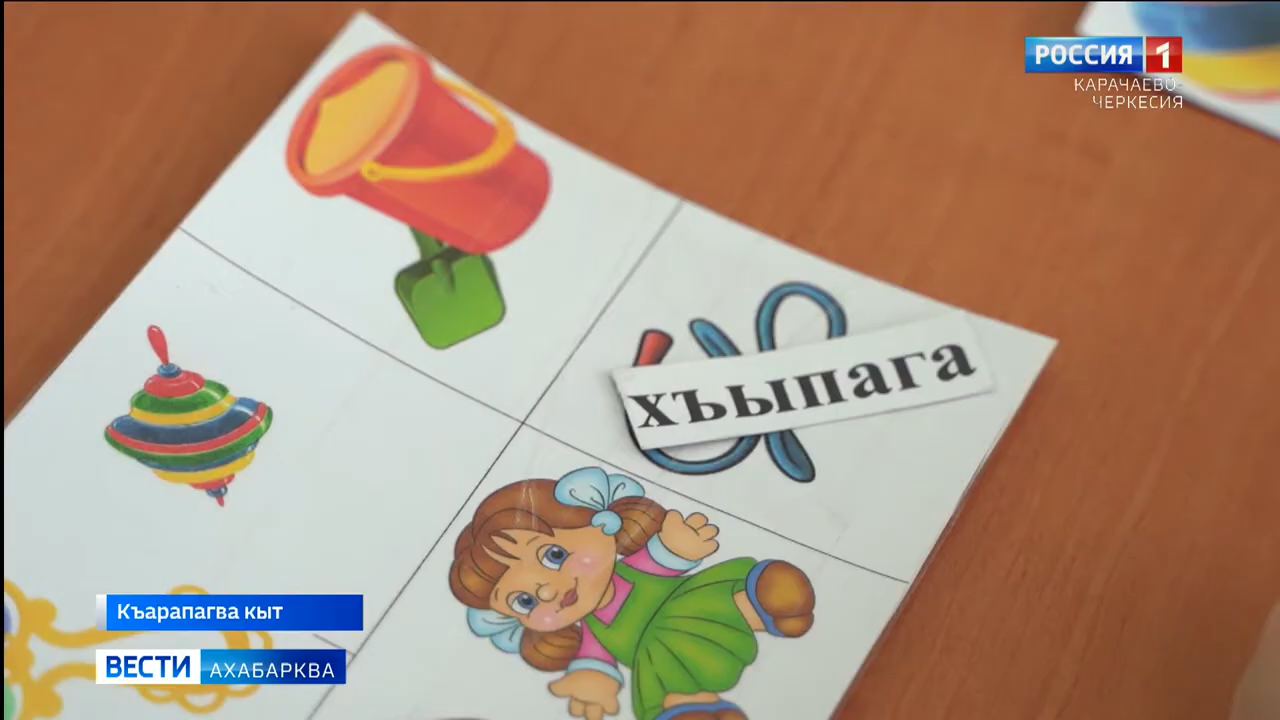 РОССИЯ 1
КАРАЧАЕВО-
ЧЕРКЕСИЯ
хъыпага
Къарапагва кыт
ВЕСТИ АХАБАРКВА